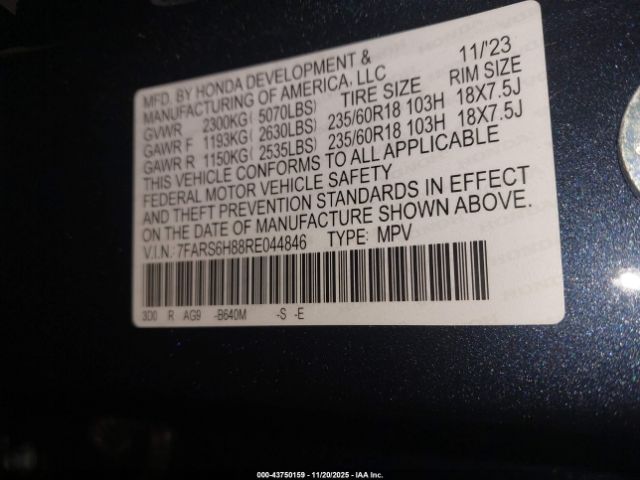 MFD. BY HONDA DEVELOPMENT & 11/'23
MANUFACTURING OF AMERICA, LLC
TIRE SIZE RIM SIZE
GVWR 2300KG( 5070LBS)
GAWR F 1193KG( 2630LBS) 235/60R18 103H 18X7.5J
GAWR R 1150KG( 2535LBS) 235/60R18 103H 18X7.5J
THIS VEHICLE CONFORMS TO ALL APPLICABLE
FEDERAL MOTOR VEHICLE SAFETY
AND THEFT PREVENTION STANDARDS IN EFFECT
ON THE DATE OF MANUFACTURE SHOWN ABOVE.
V.I.N.: 7FARS6H88RE044846 TYPE: MPV
3D0 R AG9 -B640M -S -E
000-43750159 - 11/20/2025 - IAA Inc.